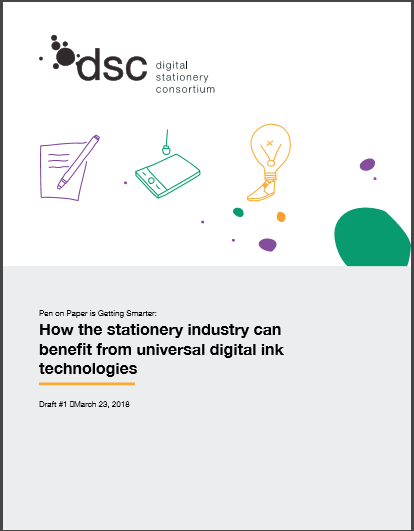 dsc
digital
stationery
consortium
Pen on Paper is Getting Smarter:
How the stationery industry can
benefit from universal digital ink
technologies
Draft #1 ▯March 23, 2018